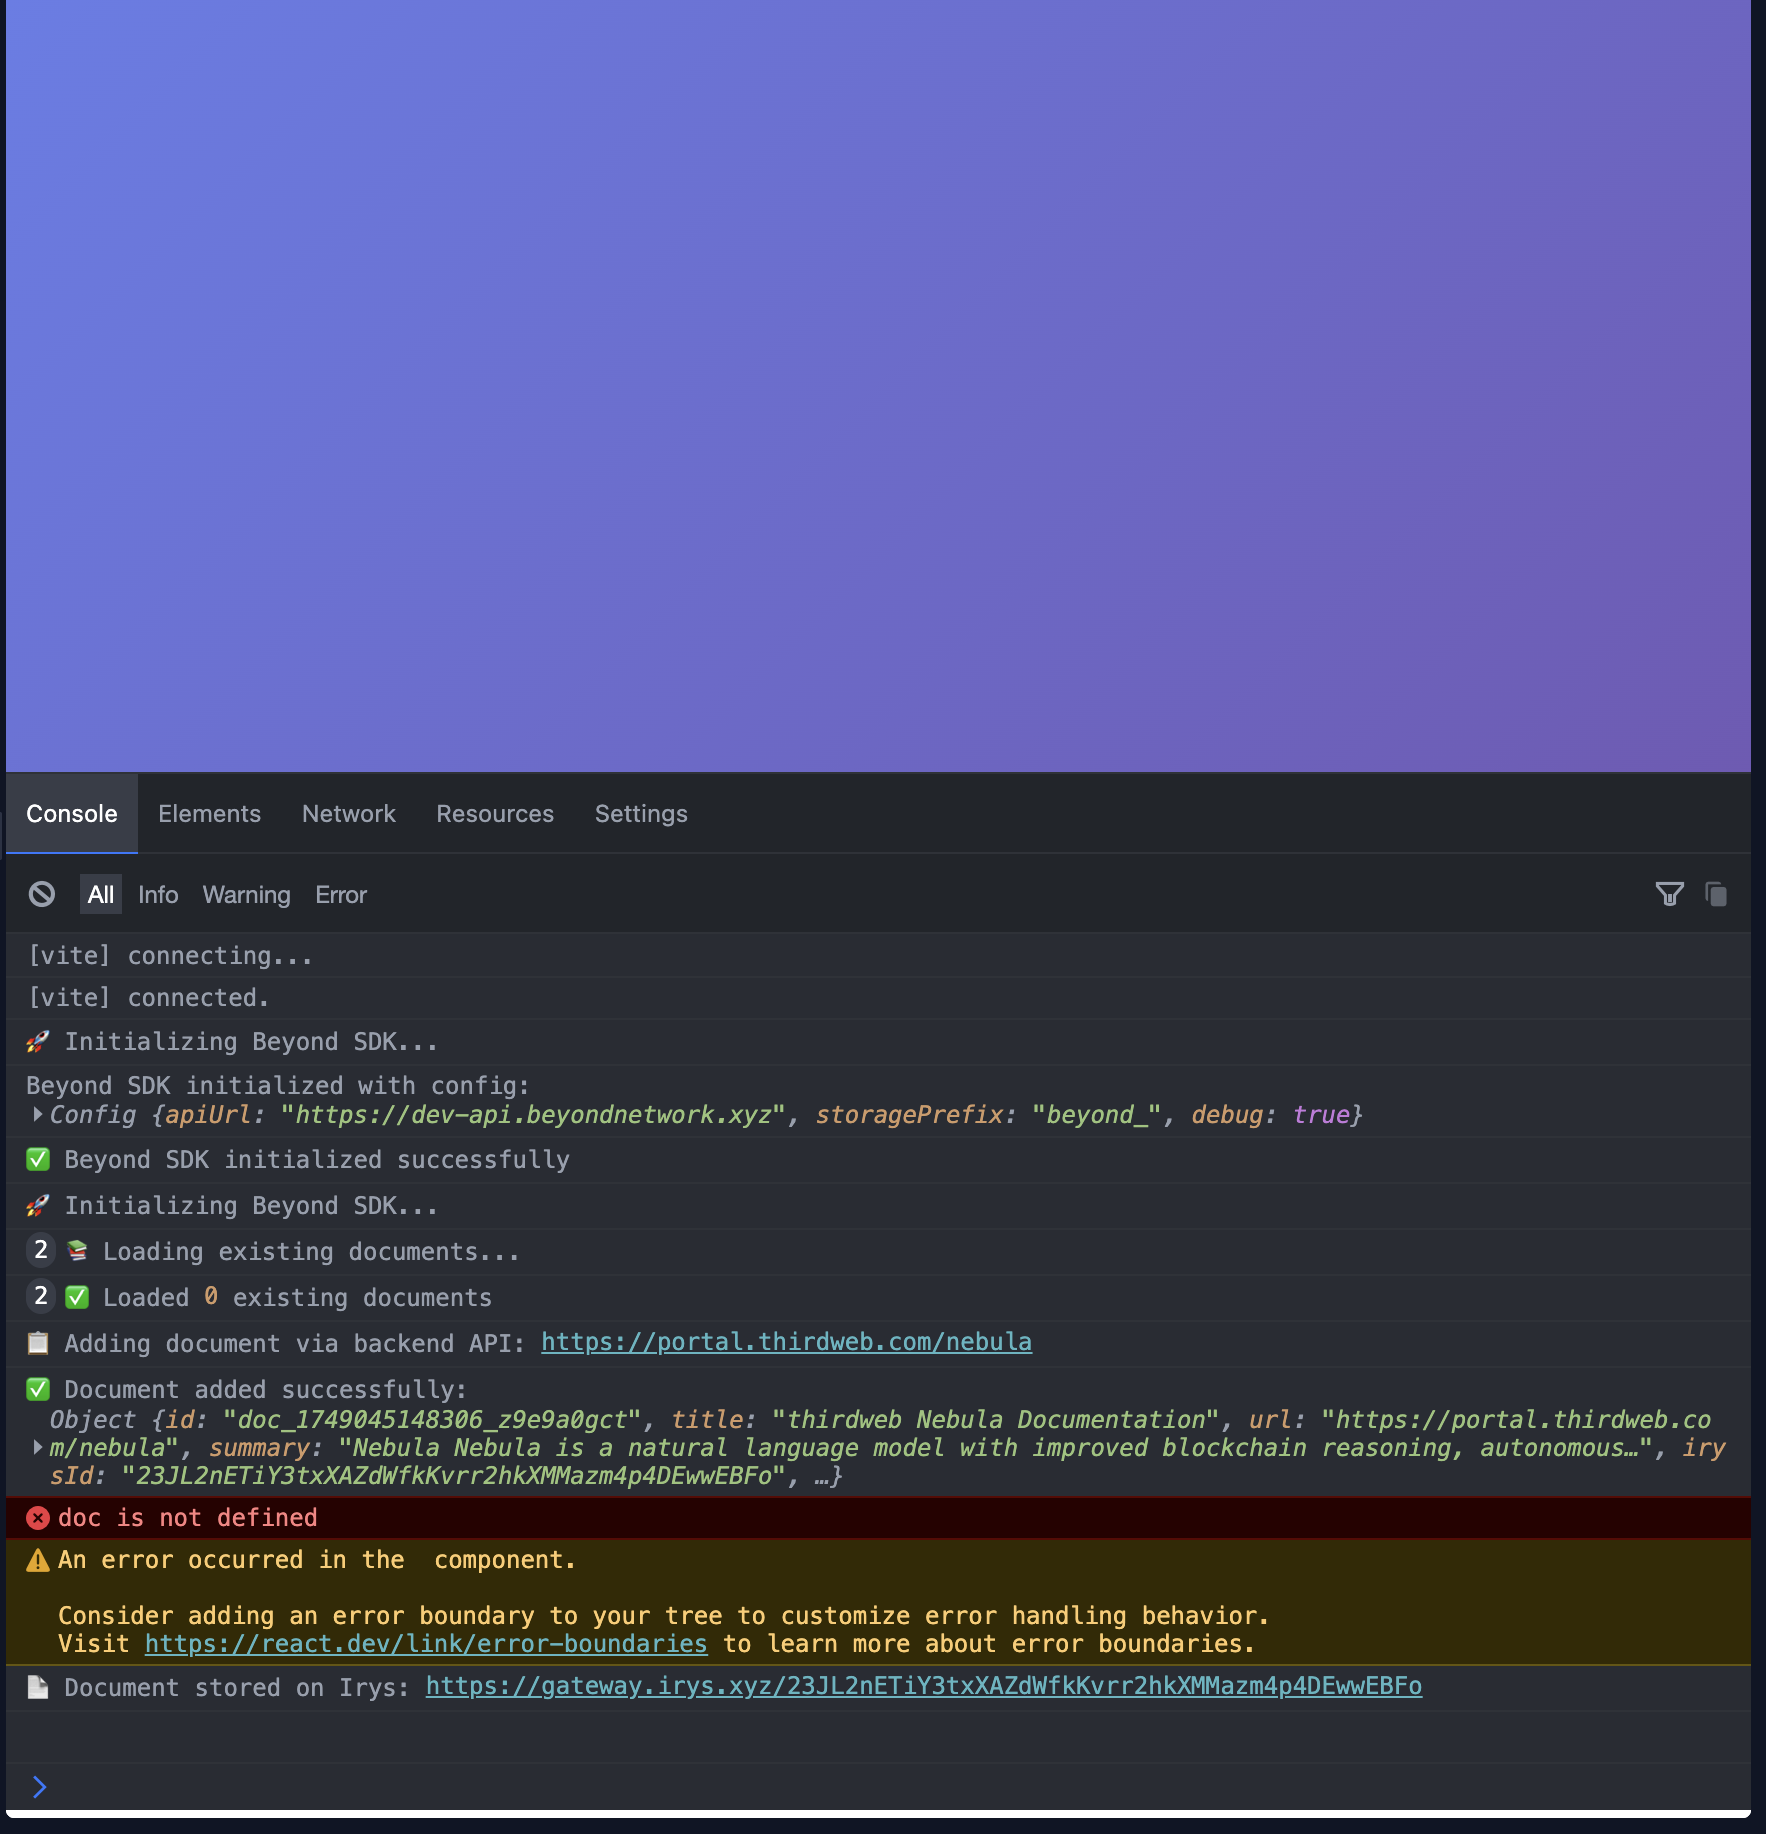 Console Elements Network Resources Settings
All Info Warning Error
[vite] connecting...
[vite] connected.
🚀 Initializing Beyond SDK...
Beyond SDK initialized with config:
Config {apiUrl: "https://dev-api.beyondnetwork.xyz", storagePrefix: "beyond_", debug: true}
✅ Beyond SDK initialized successfully
🚀 Initializing Beyond SDK...
2 📚 Loading existing documents...
2 ✅ Loaded 0 existing documents
📋 Adding document via backend API: https://portal.thirdweb.com/nebula
✅ Document added successfully:
Object {id: "doc_1749045148306_z9e9a0gct", title: "thirdweb Nebula Documentation", url: "https://portal.thirdweb.co
m/nebula", summary: "Nebula Nebula is a natural language model with improved blockchain reasoning, autonomous…", iry
sId: "23JL2nETiY3txXAZdWfkKvrr2hkXMMazm4p4DEwwEBFo", …}
doc is not defined
An error occurred in the  component.
Consider adding an error boundary to your tree to customize error handling behavior.
Visit https://react.dev/link/error-boundaries to learn more about error boundaries.
📄 Document stored on Irys: https://gateway.irys.xyz/23JL2nETiY3txXAZdWfkKvrr2hkXMMazm4p4DEwwEBFo